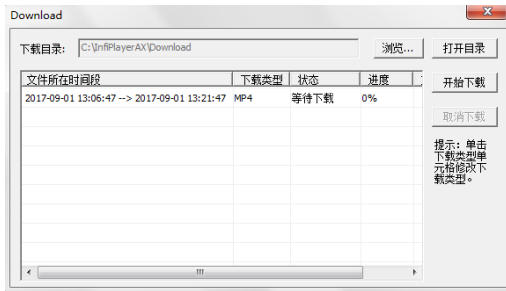 Download
下载目录: C:\InfiPlayerAX\Download 浏览... 打开目录
文件所在时间段 下载类型 状态 进度
2017-09-01 13:06:47 --> 2017-09-01 13:21:47 MP4 等待下载 0%
开始下载
取消下载
提示：单击
下载类型单
元格修改下
载类型。